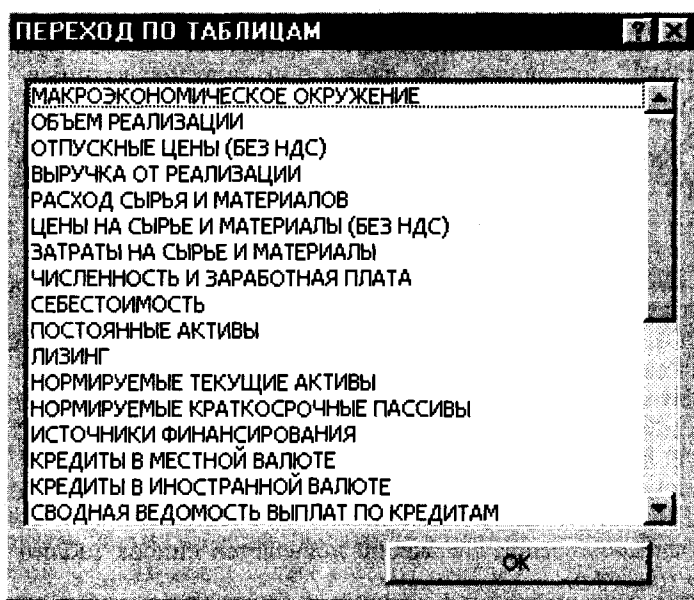 ПЕРЕХОД ПО ТАБЛИЦАМ
МАКРОЭКОНОМИЧЕСКОЕ ОКРУЖЕНИЕ
ОБЪЕМ РЕАЛИЗАЦИИ
ОТПУСКНЫЕ ЦЕНЫ (БЕЗ НДС)
ВЫРУЧКА ОТ РЕАЛИЗАЦИИ
РАСХОД СЫРЬЯ И МАТЕРИАЛОВ
ЦЕНЫ НА СЫРЬЕ И МАТЕРИАЛЫ (БЕЗ НДС)
ЗАТРАТЫ НА СЫРЬЕ И МАТЕРИАЛЫ
ЧИСЛЕННОСТЬ И ЗАРАБОТНАЯ ПЛАТА
СЕБЕСТОИМОСТЬ
ПОСТОЯННЫЕ АКТИВЫ
ЛИЗИНГ
НОРМИРУЕМЫЕ ТЕКУЩИЕ АКТИВЫ
НОРМИРУЕМЫЕ КРАТКОСРОЧНЫЕ ПАССИВЫ
ИСТОЧНИКИ ФИНАНСИРОВАНИЯ
КРЕДИТЫ В МЕСТНОЙ ВАЛЮТЕ
КРЕДИТЫ В ИНОСТРАННОЙ ВАЛЮТЕ
СВОДНАЯ ВЕДОМОСТЬ ВЫПЛАТ ПО КРЕДИТАМ
ОК